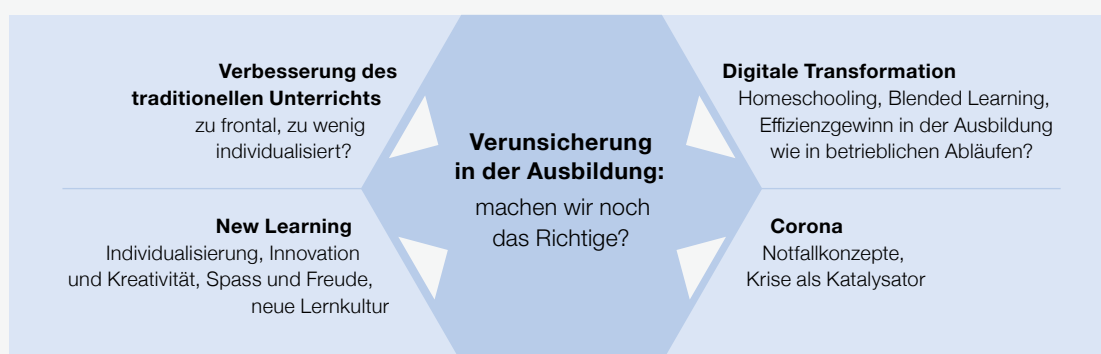 Verbesserung des
traditionellen Unterrichts
zu frontal, zu wenig
individualisiert?
New Learning
Individualisierung, Innovation
und Kreativität, Spass und Freude,
neue Lernkultur
Verunsicherung
in der Ausbildung:
machen wir noch
das Richtige?
Digitale Transformation
Homeschooling, Blended Learning,
Effizienzgewinn in der Ausbildung
wie in betrieblichen Abläufen?
Corona
Notfallkonzepte,
Krise als Katalysator